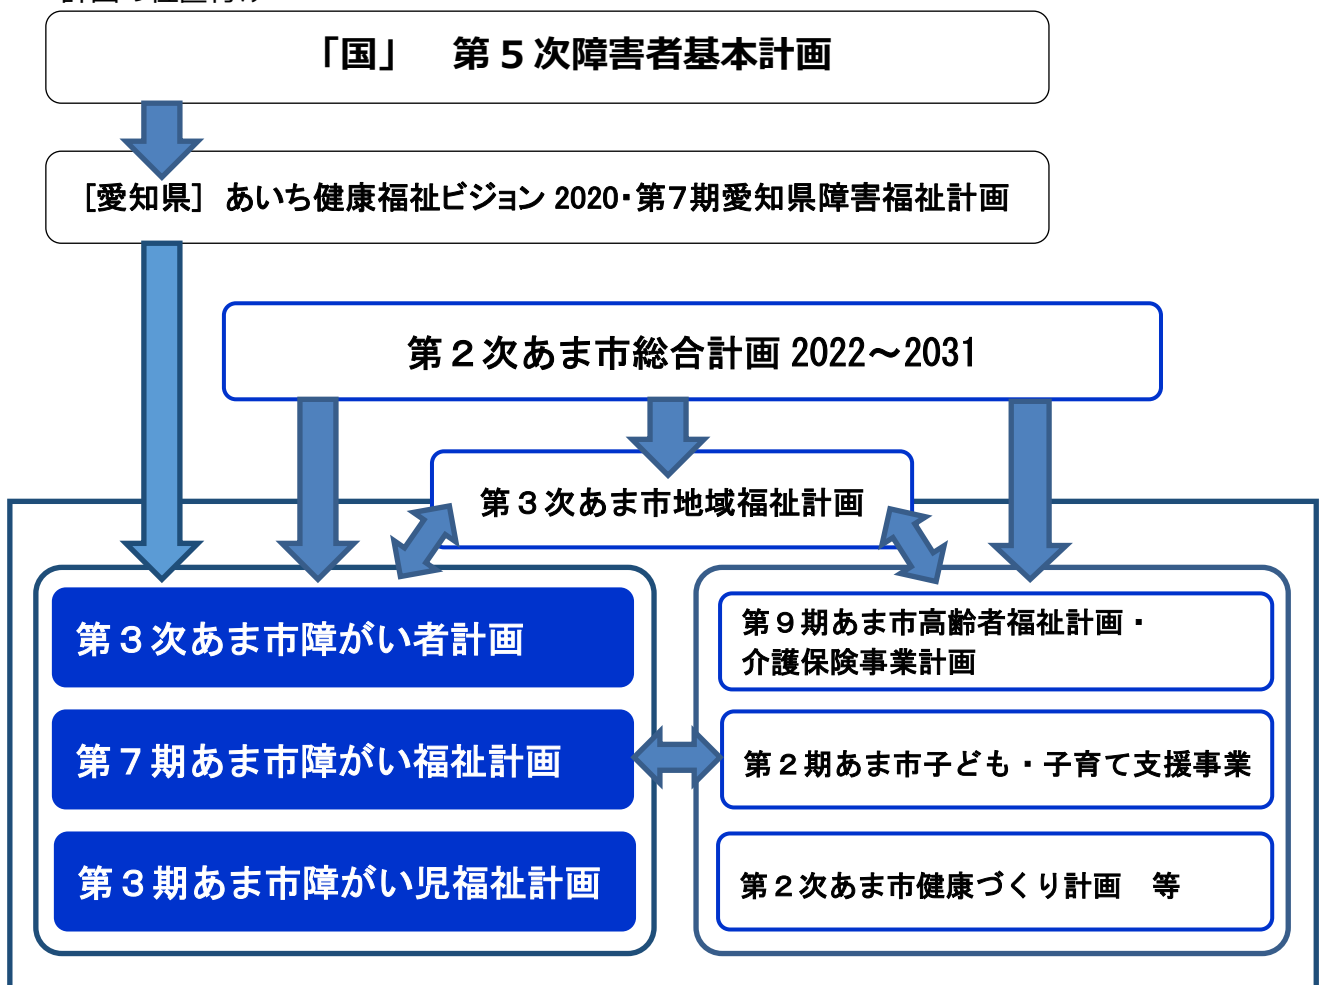 「国」　第５次障害者基本計画
［愛知県］ あいち健康福祉ビジョン 2020・第７期愛知県障害福祉計画
第２次あま市総合計画 2022～2031
第３次あま市地域福祉計画
第３次あま市障がい者計画
第７期あま市障がい福祉計画
第３期あま市障がい児福祉計画
第９期あま市高齢者福祉計画・
介護保険事業計画
第２期あま市子ども・子育て支援事業
第２次あま市健康づくり計画　等